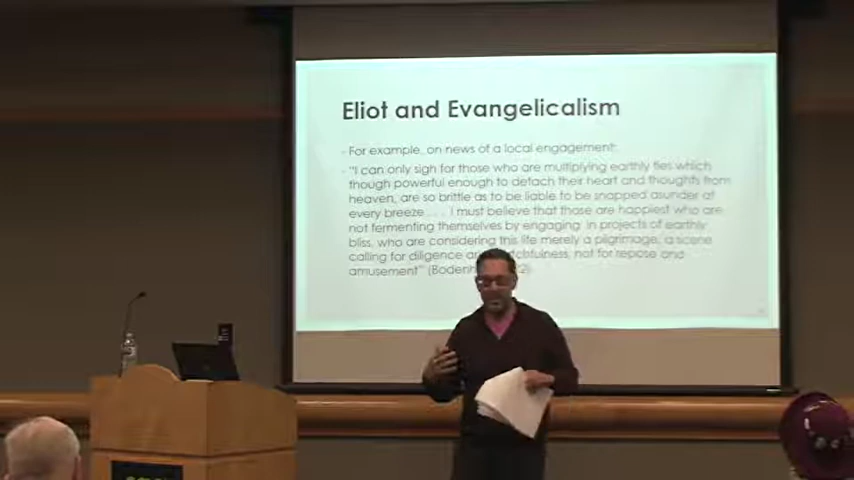 Eliot and Evangelicalism
- For example, on news of a local engagement:
- "I can only sigh for those who are multiplying earthly ties which
though powerful enough to detach their heart and thoughts from
heaven, are so brittle as to be liable to be snapped asunder at
every breeze . . . . I must believe that those are happiest who are
not fermenting themselves by engaging in projects of earthly
bliss, who are considering this life merely a pilgrimage, a scene
calling for diligence and watchfulness, not for repose and
amusement"